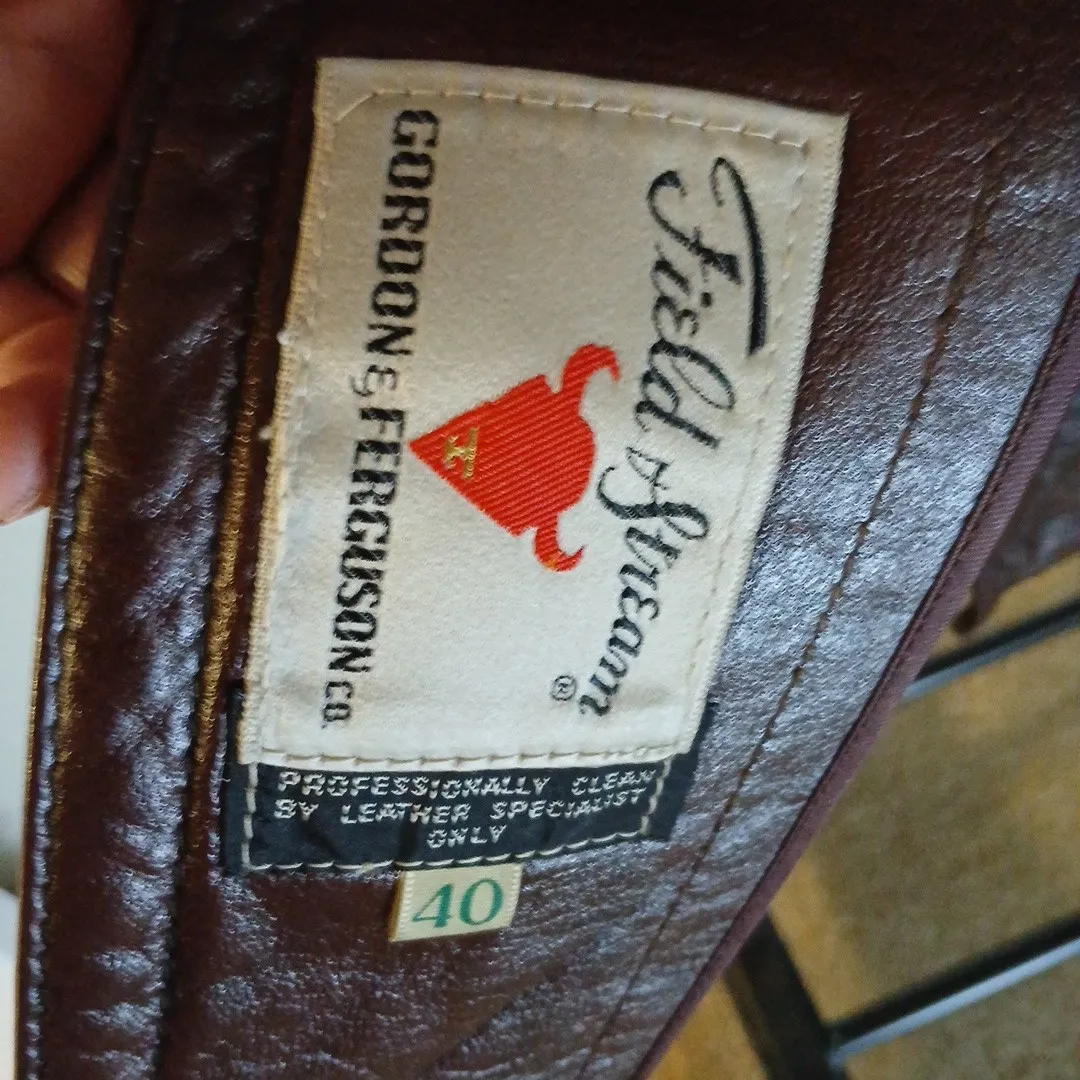 Field & Stream ®
GORDON & FERGUSON CO.
PROFESSIONALLY CLEAN
BY LEATHER SPECIALIST
ONLY
40